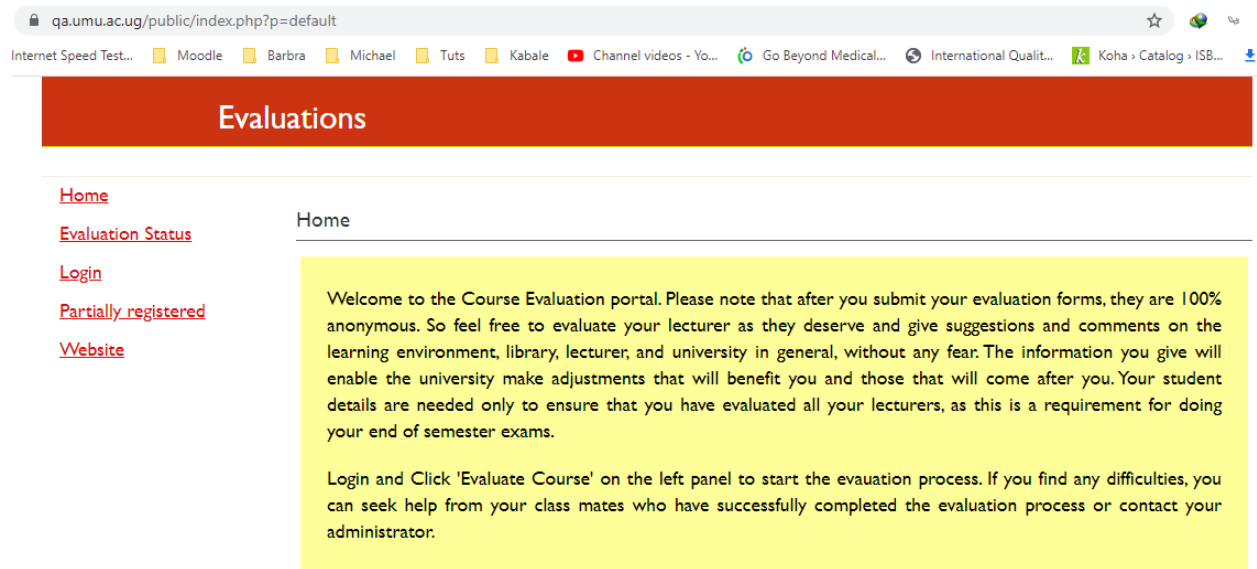 qa.umu.ac.ug/public/index.php?p=default
Internet Speed Test... Moodle Barbra Michael Tuts Kabale Channel videos - Yo... Go Beyond Medical... International Qualit... Koha › Catalog › ISB...
Evaluations
Home
Evaluation Status
Login
Partially registered
Website
Home
Welcome to the Course Evaluation portal. Please note that after you submit your evaluation forms, they are 100%
anonymous. So feel free to evaluate your lecturer as they deserve and give suggestions and comments on the
learning environment, library, lecturer, and university in general, without any fear. The information you give will
enable the university make adjustments that will benefit you and those that will come after you. Your student
details are needed only to ensure that you have evaluated all your lecturers, as this is a requirement for doing
your end of semester exams.
Login and Click 'Evaluate Course' on the left panel to start the evauation process. If you find any difficulties, you
can seek help from your class mates who have successfully completed the evaluation process or contact your
administrator.